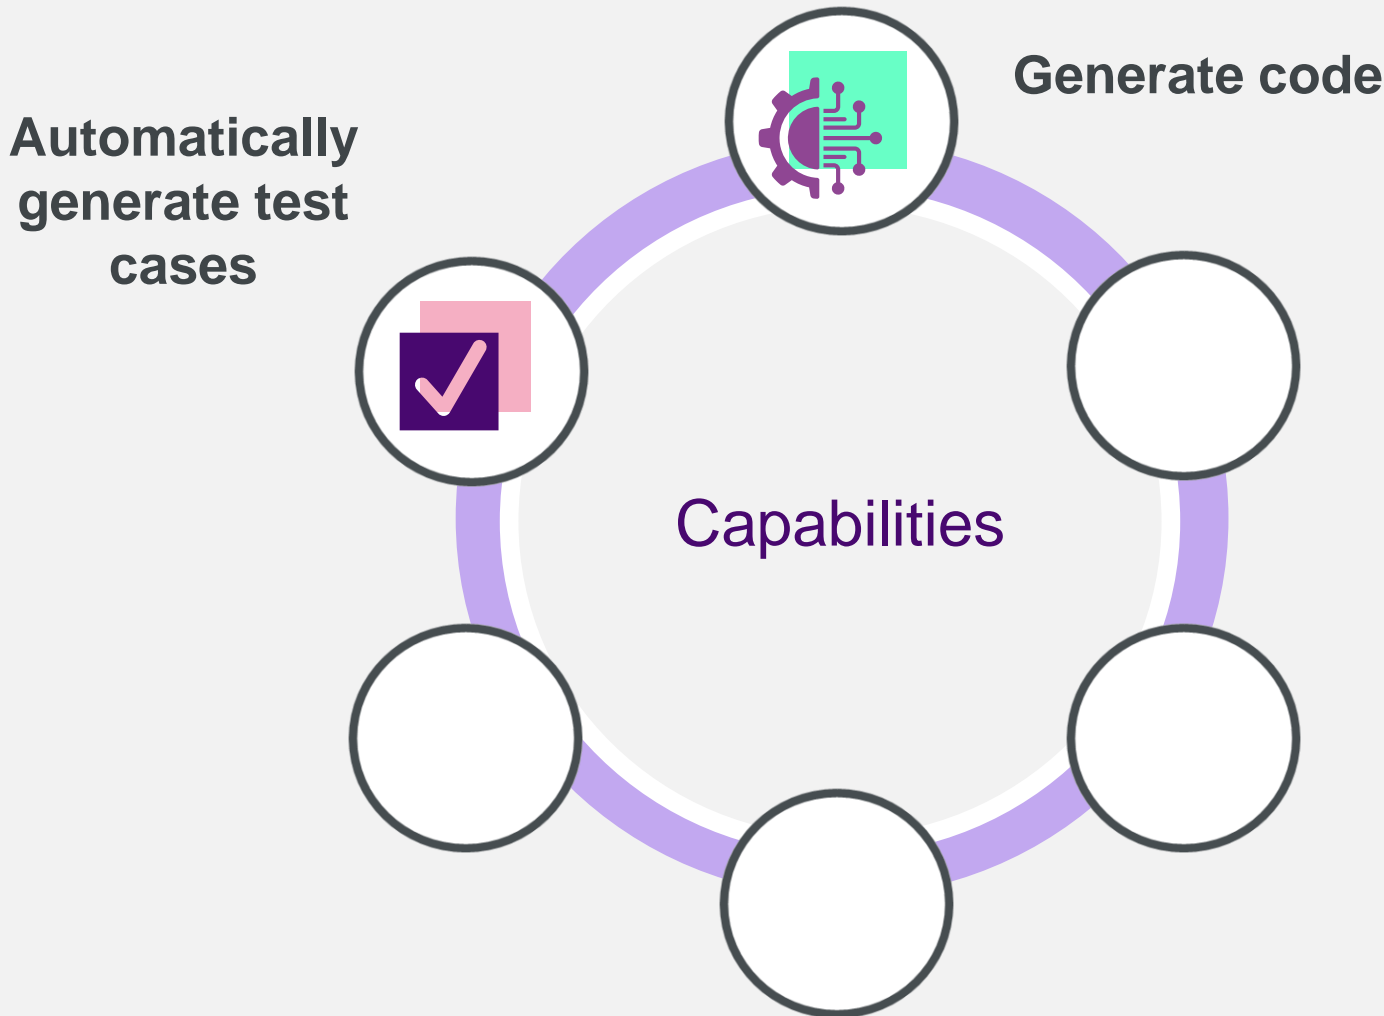 Generate code
Automatically
generate test
cases
Capabilities